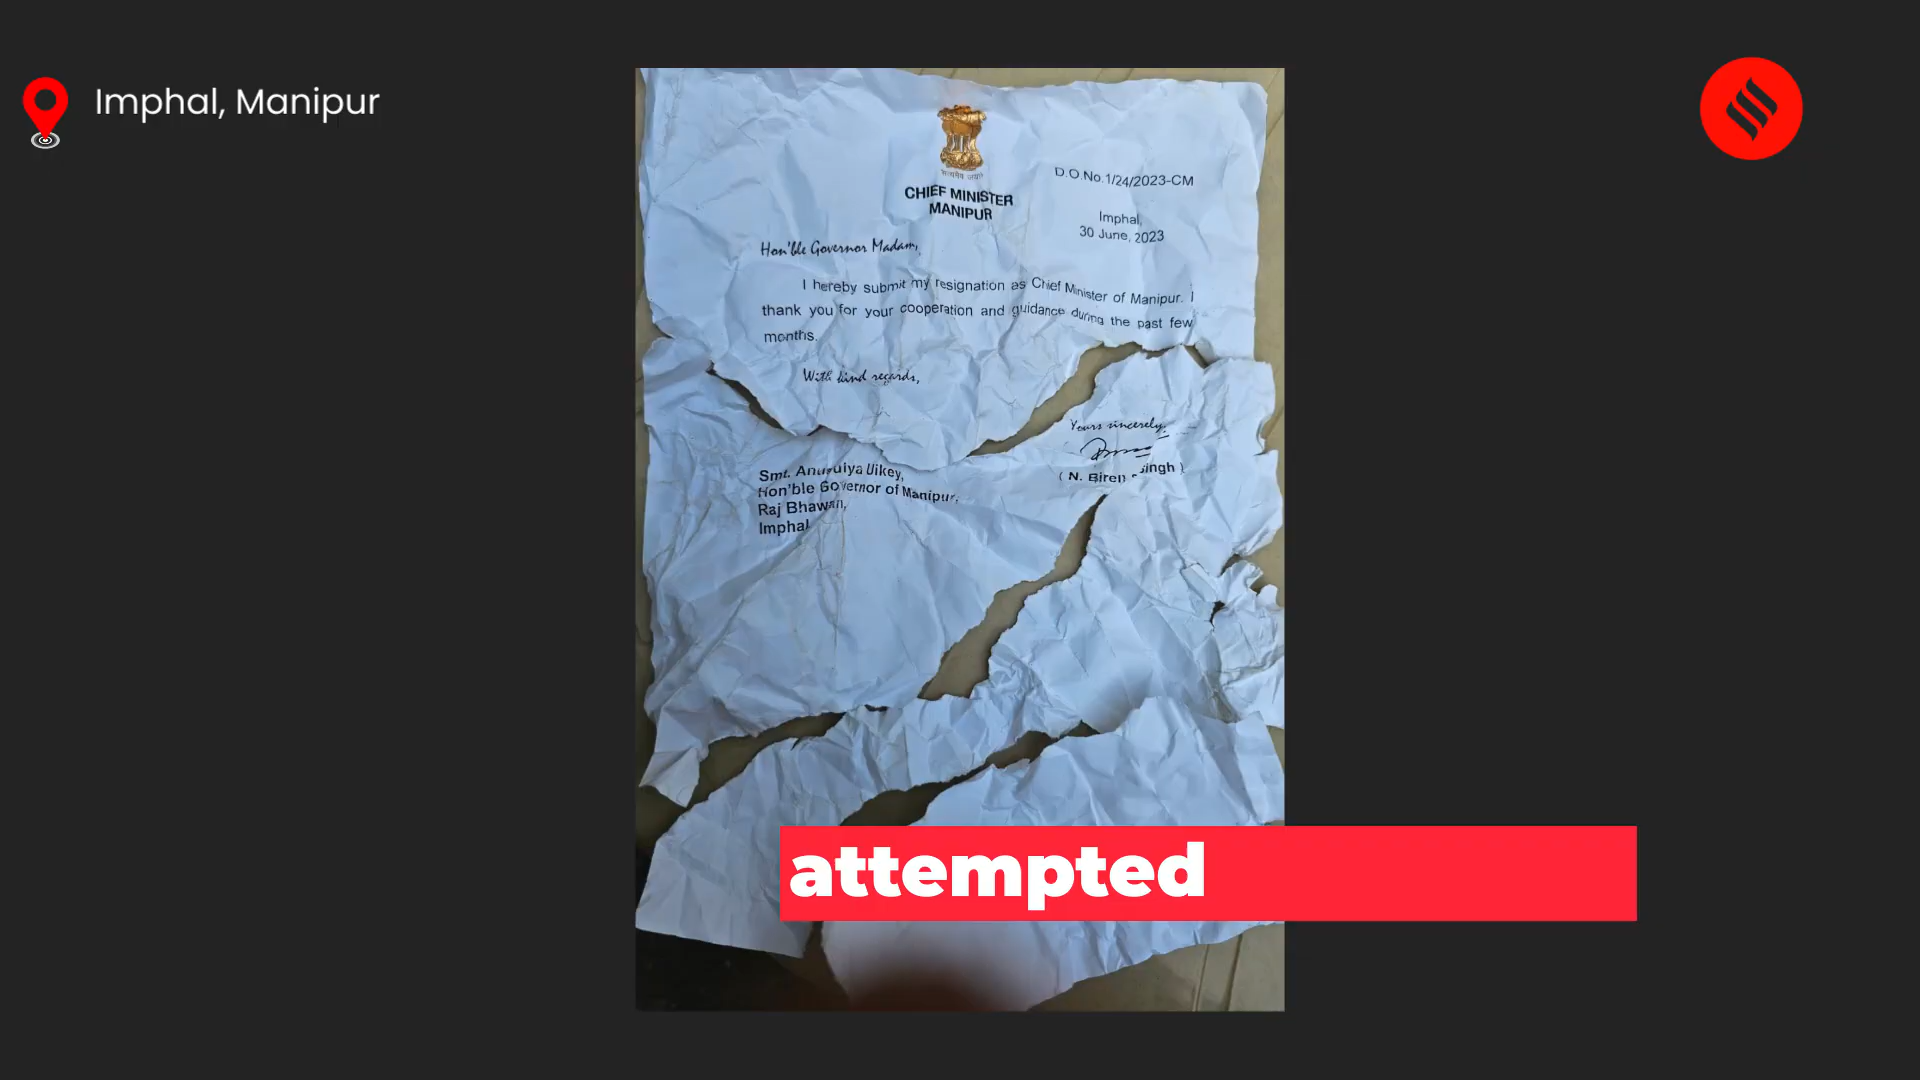 Imphal, Manipur
सत्यमेव जयते
CHIEF MINISTER
MANIPUR
D.O.No.1/24/2023-CM
Imphal,
30 June, 2023
Hon'ble Governor Madam,
I hereby submit my resignation as Chief Minister of Manipur. I
thank you for your cooperation and guidance during the past few
months.
With kind regards,
Yours sincerely,
( N. Biren Singh )
Smt. Anusuiya Uikey,
Hon'ble Governor of Manipur,
Raj Bhawan,
Imphal
attempted